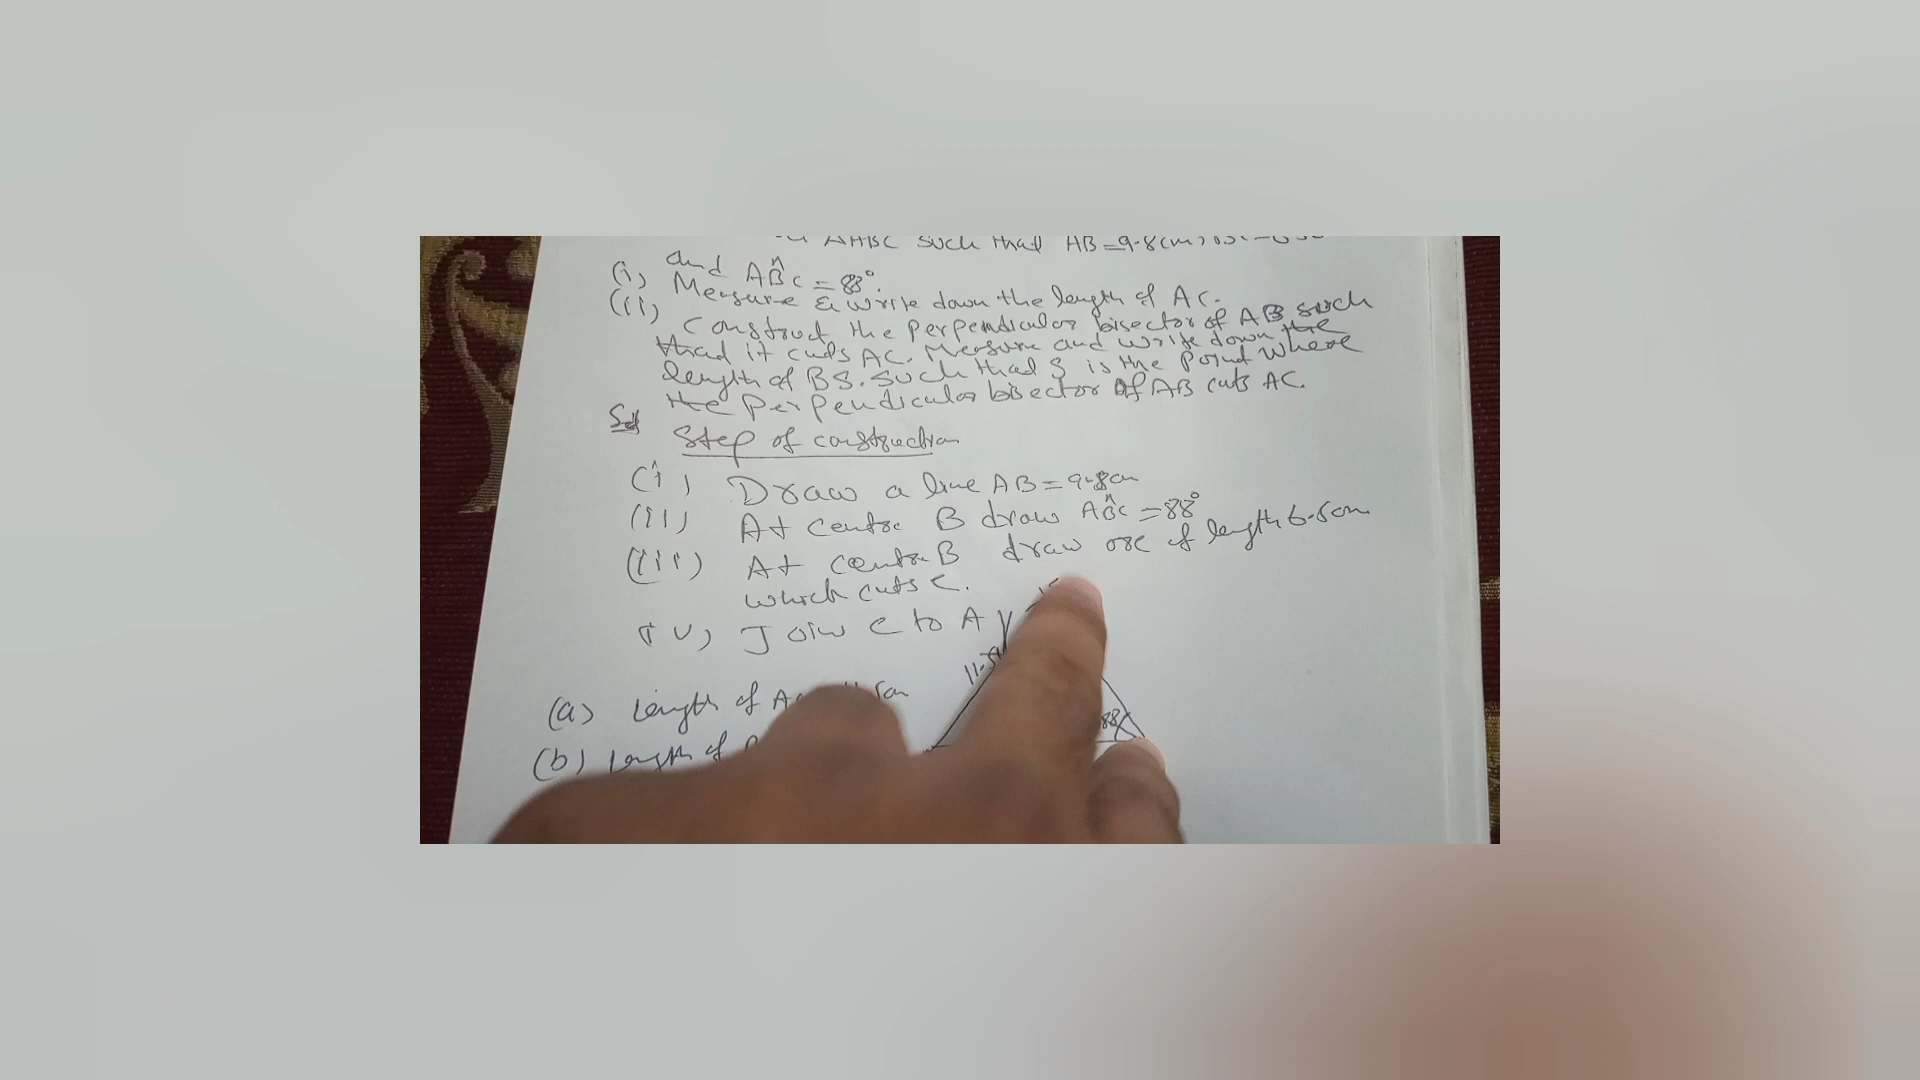 ΔABC such that AB=9.8cm,
and AB̂C = 88°.
(i) Measure & write down the length of AC.
(ii) Construct the perpendicular bisector of AB such
that it cuts AC. Measure and write down the
length of BS. Such that S is the point where
the perpendicular bisector of AB cuts AC.
Sol
Step of construction
(i) Draw a line AB=9.8cm
(ii) At centre B draw AB̂C =88°
(iii) At centre B draw arc of length 6.5cm
which cuts C.
(iv) Join C to A
11.5
(a) Length of
88
(b) Length of